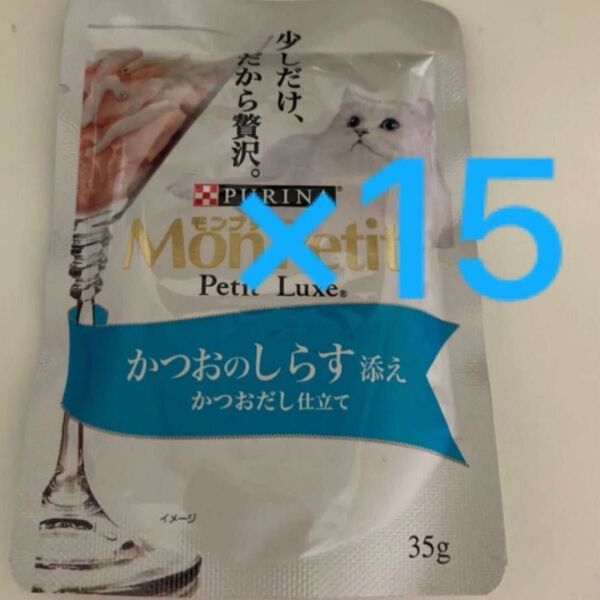 少しだけ、
だから贅沢。
PURINA
モンプチ
MonPetit
×15
Petit Luxe®
かつおのしらす添え
かつおだし仕立て
イメージ
35g